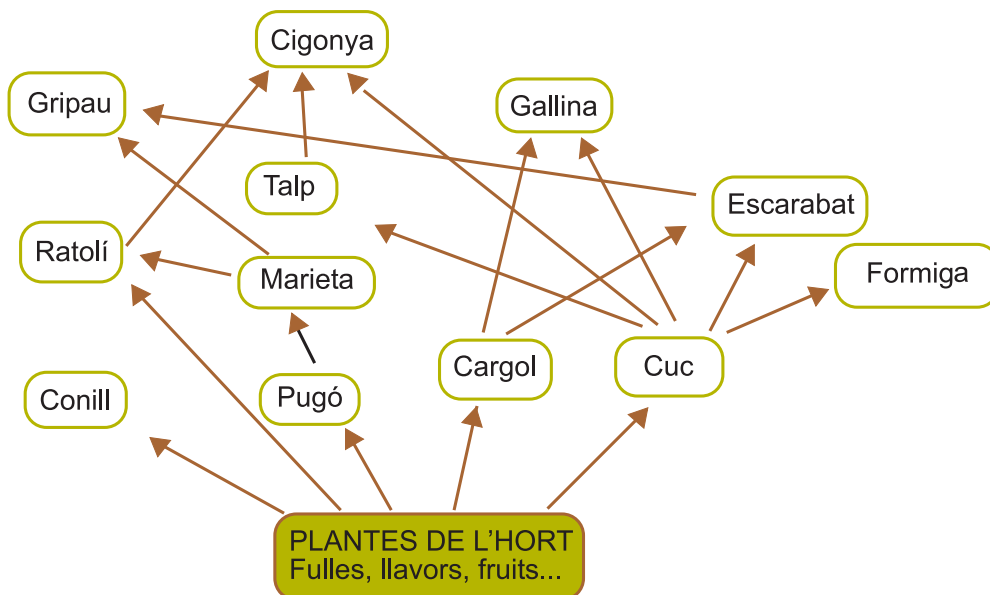 Cigonya
Gripau
Gallina
Talp
Escarabat
Ratolí
Marieta
Formiga
Cargol
Cuc
Conill
Pugó
PLANTES DE L'HORT
Fulles, llavors, fruits...